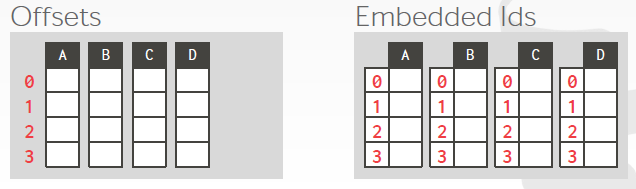 Offsets
A B C D
0
1
2
3
Embedded Ids
A B C D
0 0 0 0
1 1 1 1
2 2 2 2
3 3 3 3